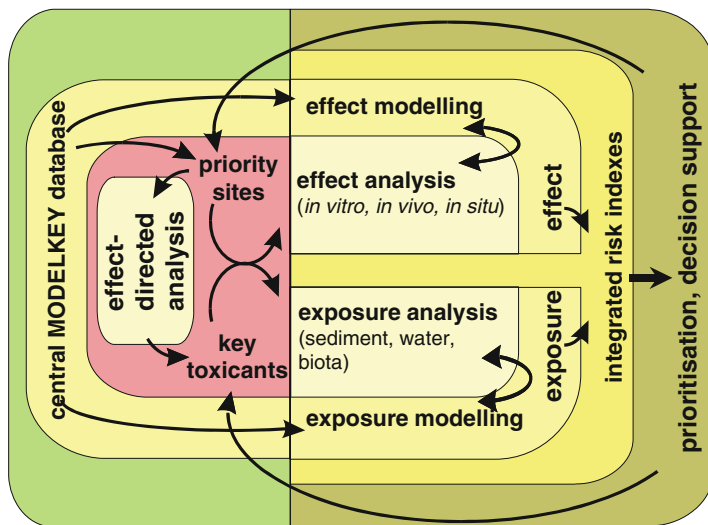 central MODELKEY database
effect-
directed
analysis
priority
sites
key
toxicants
effect modelling
effect analysis
(in vitro, in vivo, in situ)
exposure analysis
(sediment, water,
biota)
exposure modelling
effect
exposure
integrated risk indexes
prioritisation, decision support